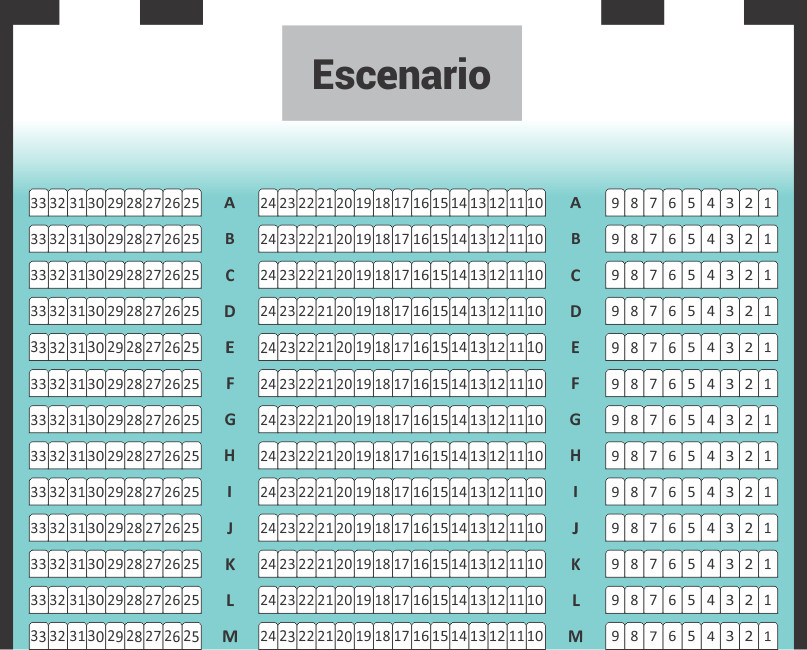 Escenario
33 32 31 30 29 28 27 26 25 A 24 23 22 21 20 19 18 17 16 15 14 13 12 11 10 A 9 8 7 6 5 4 3 2 1
33 32 31 30 29 28 27 26 25 B 24 23 22 21 20 19 18 17 16 15 14 13 12 11 10 B 9 8 7 6 5 4 3 2 1
33 32 31 30 29 28 27 26 25 C 24 23 22 21 20 19 18 17 16 15 14 13 12 11 10 C 9 8 7 6 5 4 3 2 1
33 32 31 30 29 28 27 26 25 D 24 23 22 21 20 19 18 17 16 15 14 13 12 11 10 D 9 8 7 6 5 4 3 2 1
33 32 31 30 29 28 27 26 25 E 24 23 22 21 20 19 18 17 16 15 14 13 12 11 10 E 9 8 7 6 5 4 3 2 1
33 32 31 30 29 28 27 26 25 F 24 23 22 21 20 19 18 17 16 15 14 13 12 11 10 F 9 8 7 6 5 4 3 2 1
33 32 31 30 29 28 27 26 25 G 24 23 22 21 20 19 18 17 16 15 14 13 12 11 10 G 9 8 7 6 5 4 3 2 1
33 32 31 30 29 28 27 26 25 H 24 23 22 21 20 19 18 17 16 15 14 13 12 11 10 H 9 8 7 6 5 4 3 2 1
33 32 31 30 29 28 27 26 25 I 24 23 22 21 20 19 18 17 16 15 14 13 12 11 10 I 9 8 7 6 5 4 3 2 1
33 32 31 30 29 28 27 26 25 J 24 23 22 21 20 19 18 17 16 15 14 13 12 11 10 J 9 8 7 6 5 4 3 2 1
33 32 31 30 29 28 27 26 25 K 24 23 22 21 20 19 18 17 16 15 14 13 12 11 10 K 9 8 7 6 5 4 3 2 1
33 32 31 30 29 28 27 26 25 L 24 23 22 21 20 19 18 17 16 15 14 13 12 11 10 L 9 8 7 6 5 4 3 2 1
33 32 31 30 29 28 27 26 25 M 24 23 22 21 20 19 18 17 16 15 14 13 12 11 10 M 9 8 7 6 5 4 3 2 1